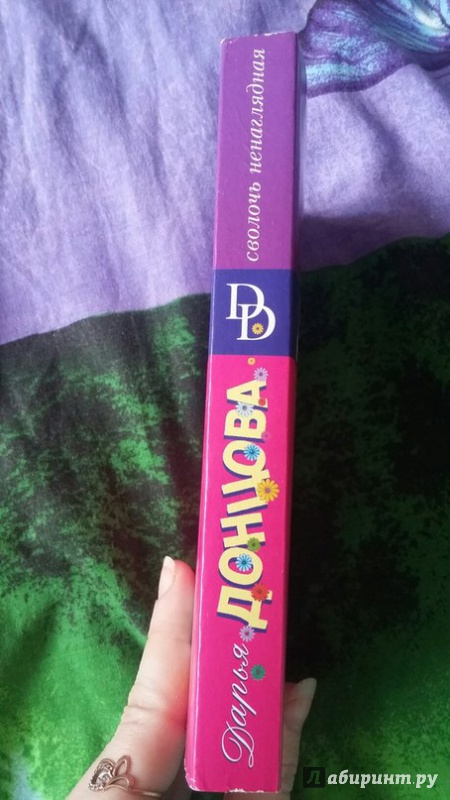 Дарья
ДОНЦОВА
DD
сволочь ненаглядная
Лабиринт.ру